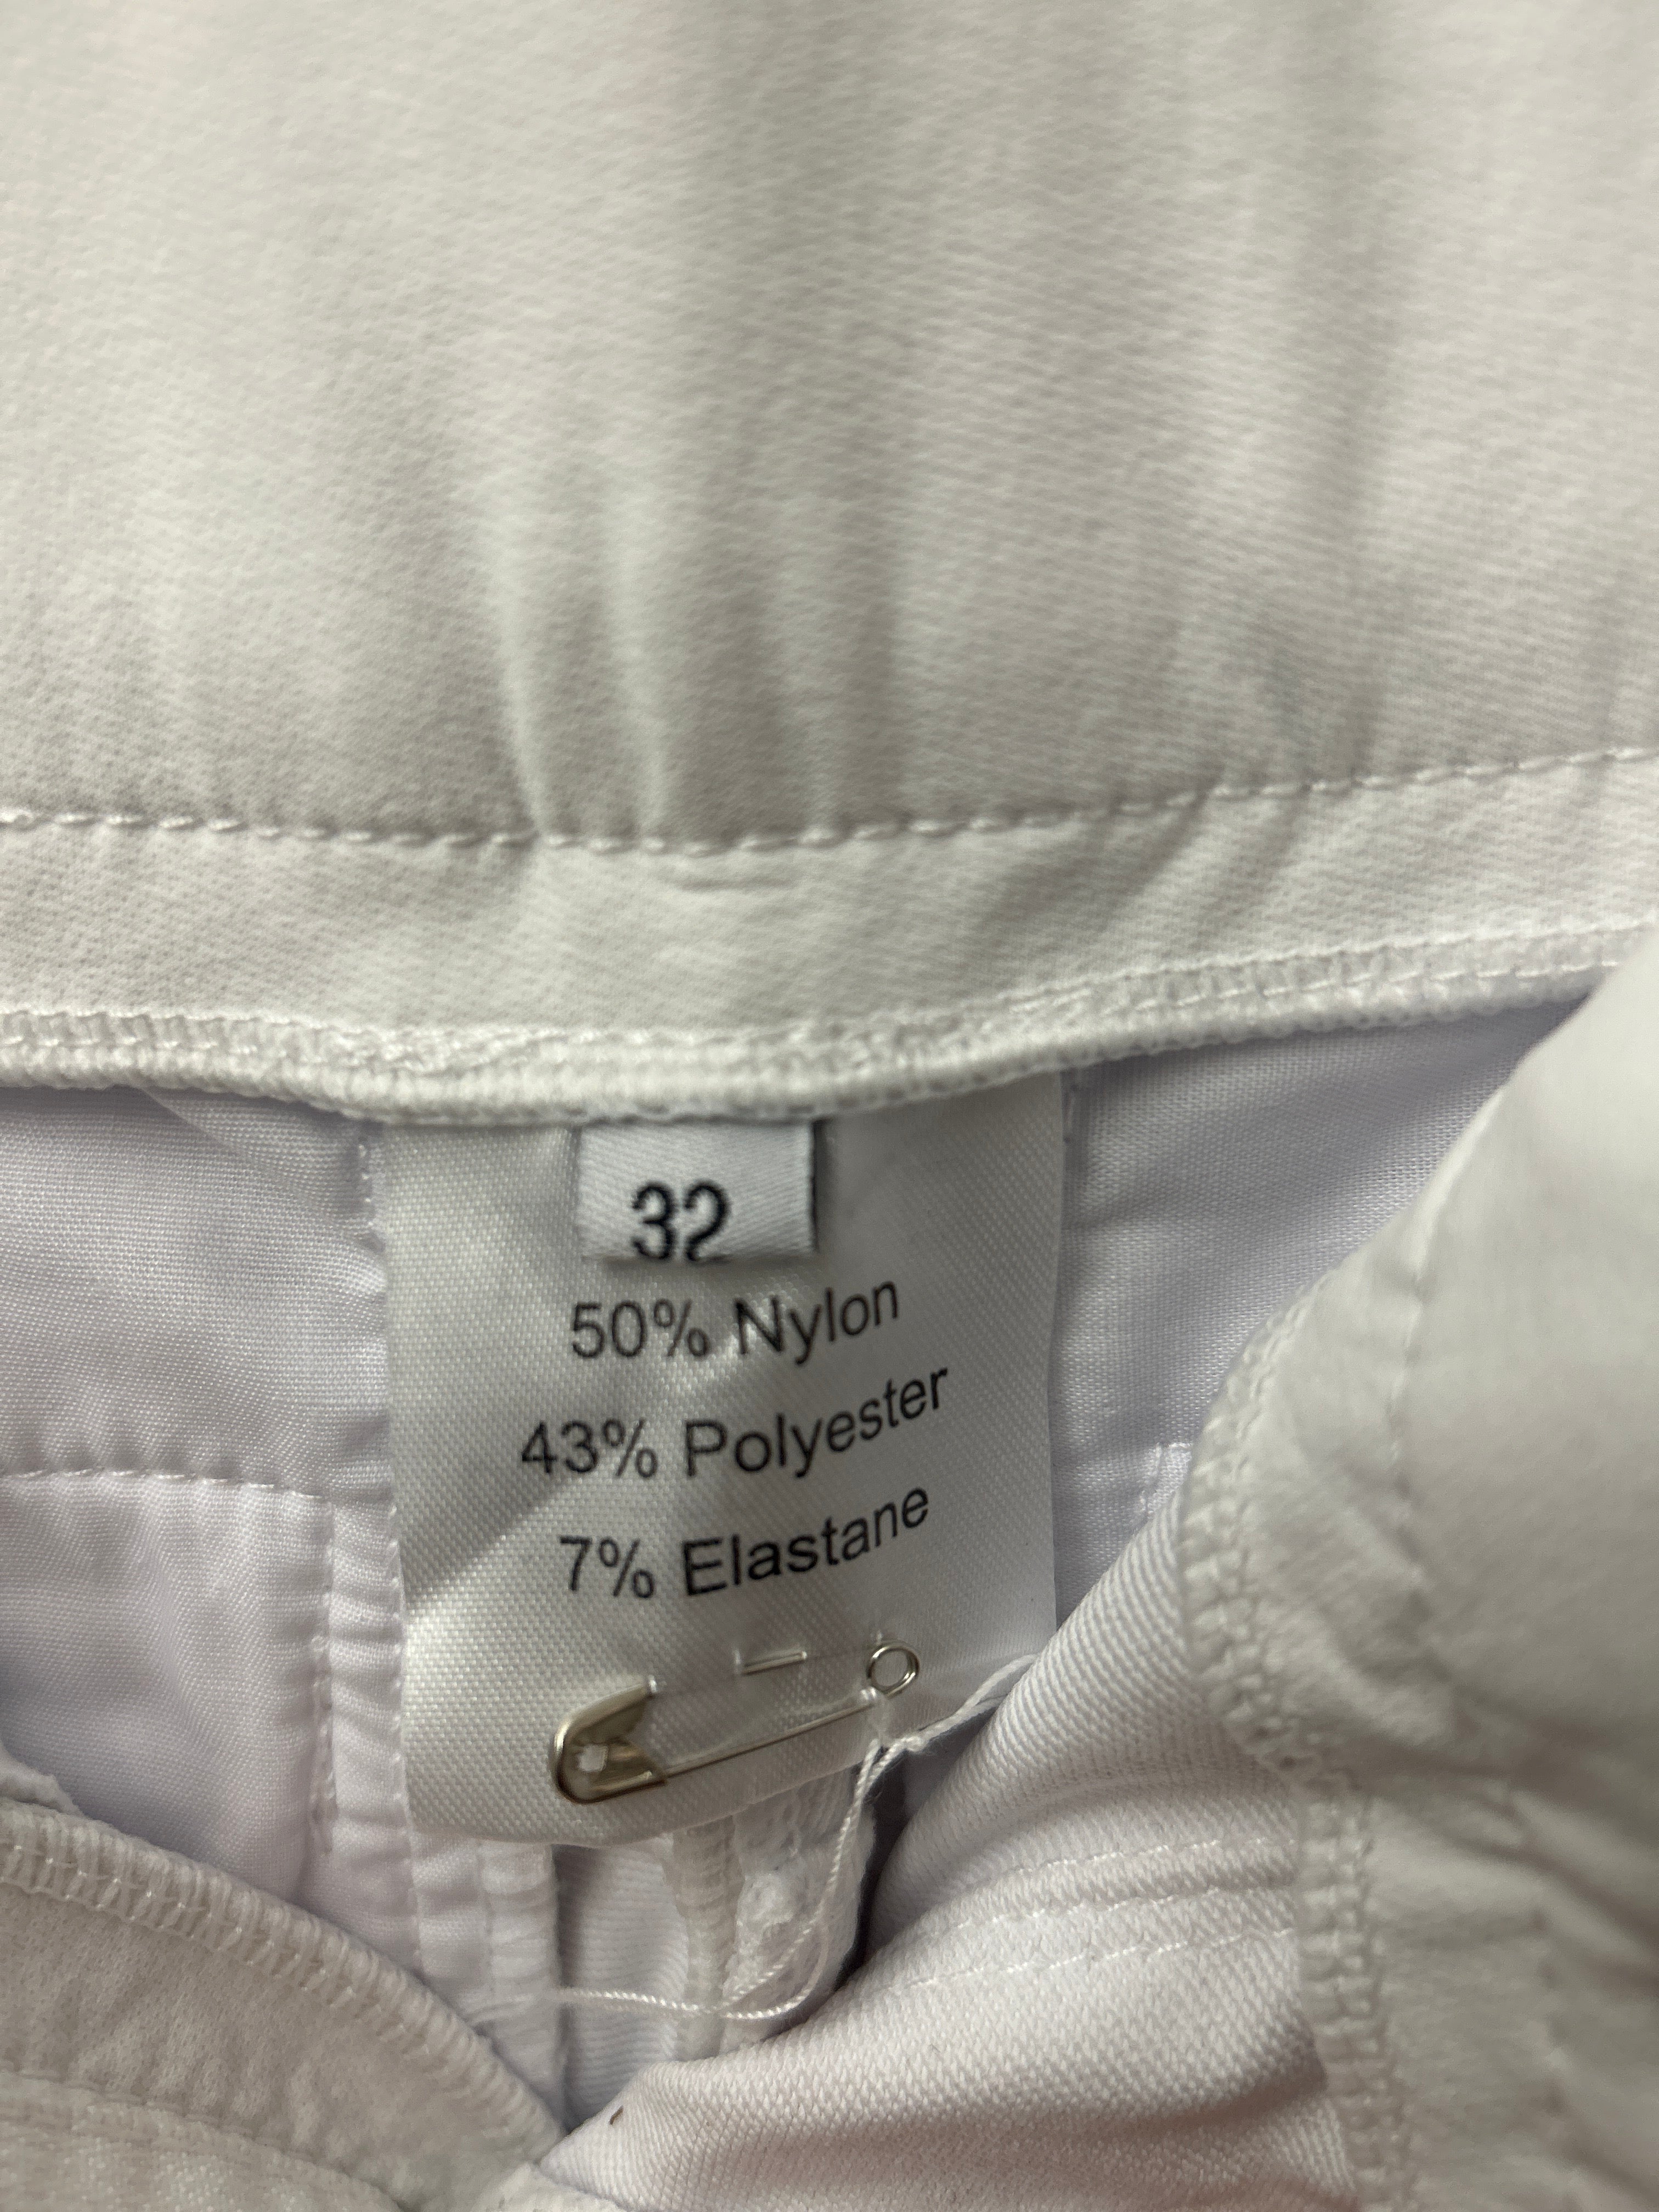 32
50% Nylon
43% Polyester
7% Elastane